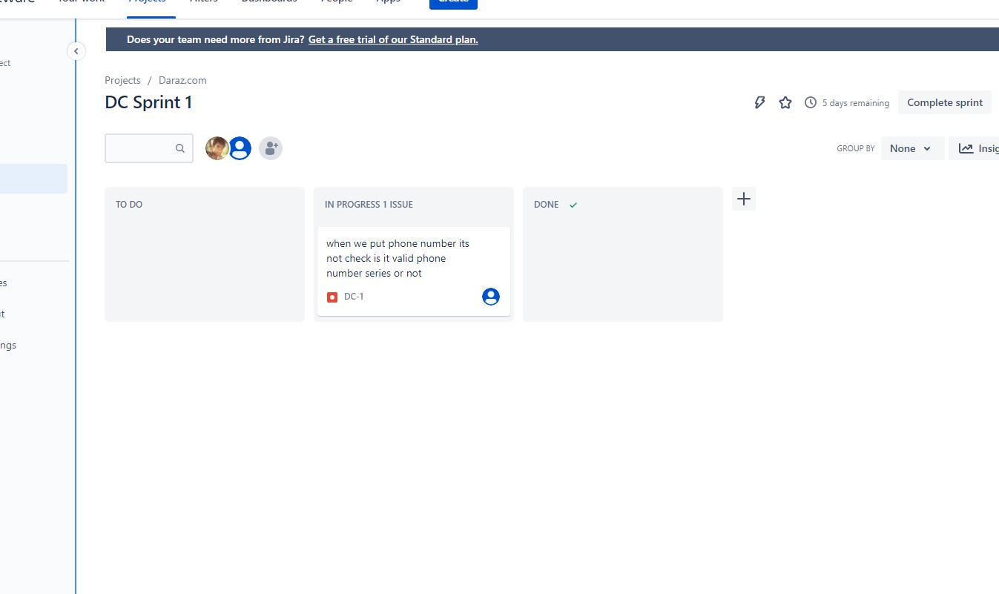 Your work Projects Filters Dashboards People Apps Create
Does your team need more from Jira? Get a free trial of our Standard plan.
ect
Projects / Daraz.com
DC Sprint 1
5 days remaining
Complete sprint
GROUP BY None
Insig
TO DO
IN PROGRESS 1 ISSUE
DONE
when we put phone number its
not check is it valid phone
number series or not
DC-1
es
t
ngs